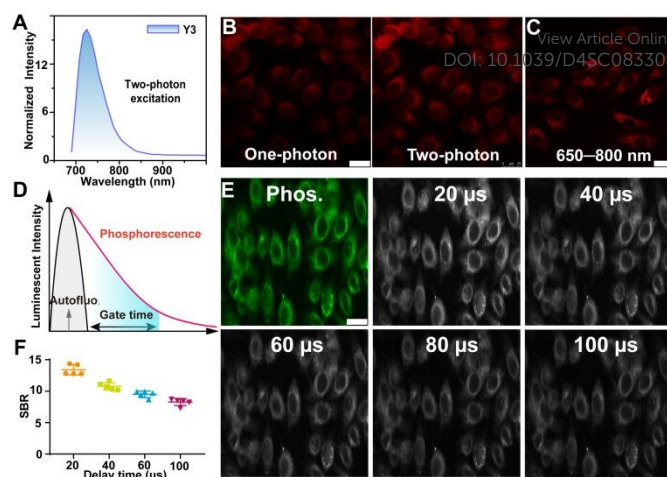 A
Y3
Two-photon
excitation
Normalized Intensity
12
6
3
0
700 800 900
Wavelength (nm)
B
One-photon
Two-photon
C
650–800 nm
View Article Online
DOI: 10.1039/D4SC08330
D
Luminescent Intensity
Phosphorescence
Autofluo.
Gate time
E
Phos.
20 μs
40 μs
60 μs
80 μs
100 μs
F
SBR
15
10
5
0
20 40 60 100
Delay time (μs)